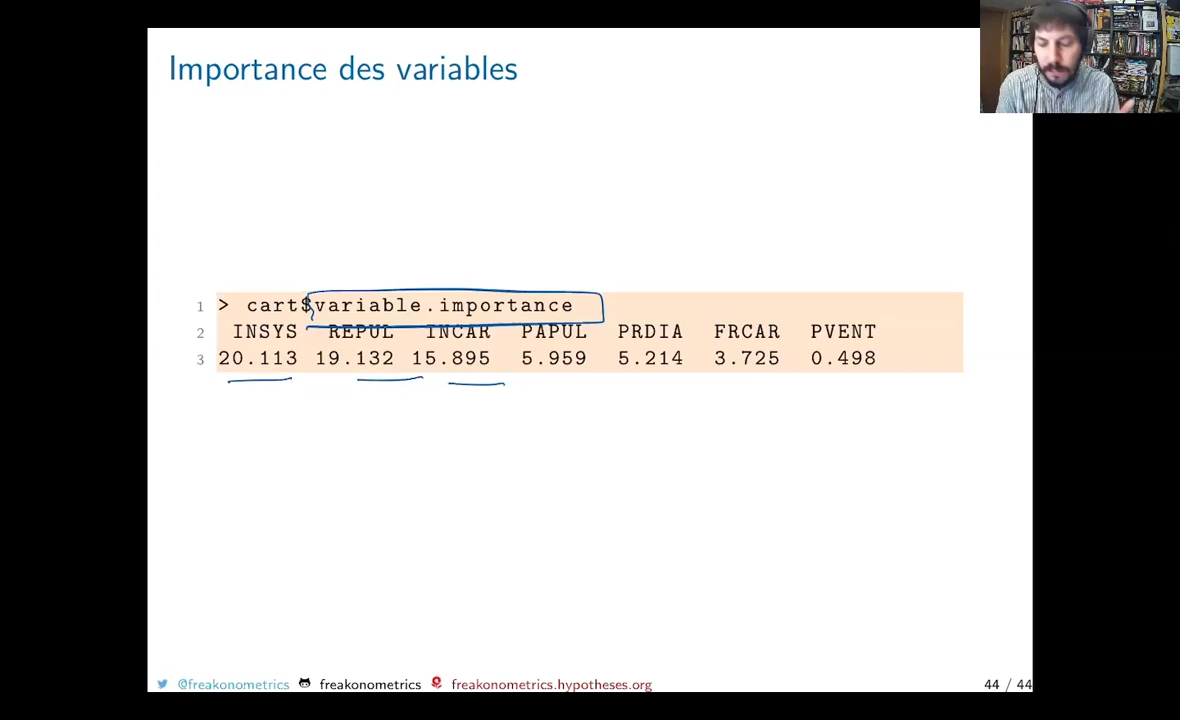 Importance des variables
1 > cart$variable.importance
2 INSYS REPUL INCAR PAPUL PRDIA FRCAR PVENT
3 20.113 19.132 15.895 5.959 5.214 3.725 0.498
@freakonometrics freakonometrics freakonometrics.hypotheses.org 44 / 44